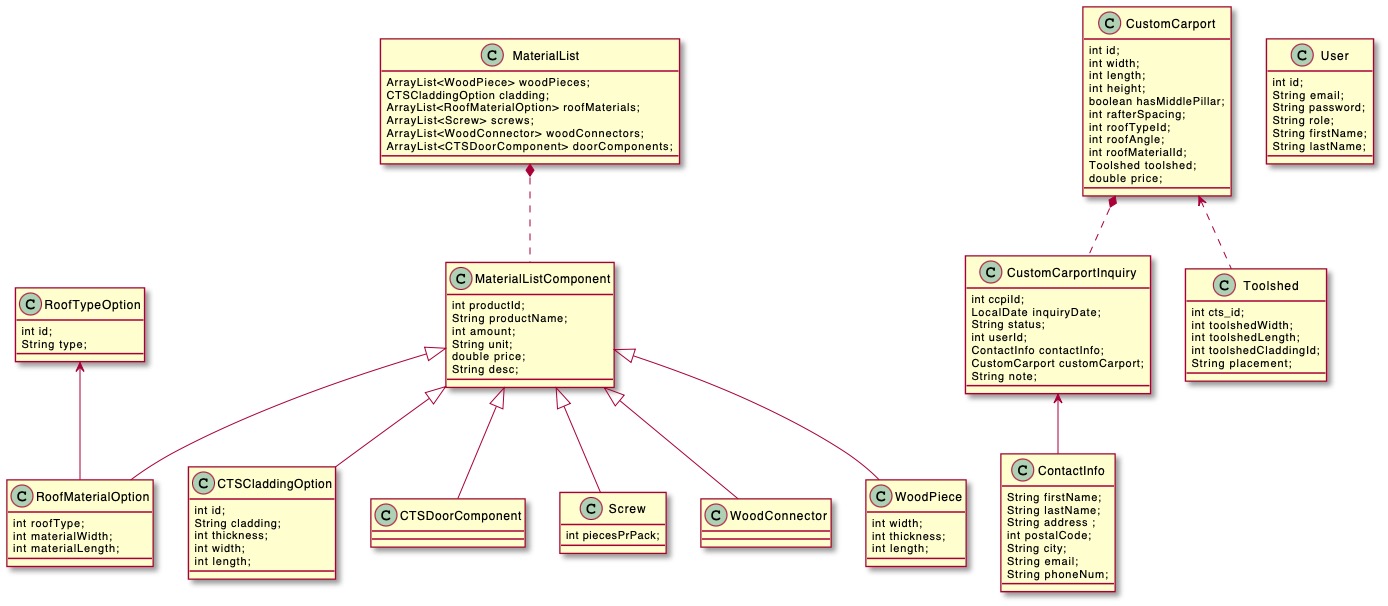 C MaterialList
ArrayList<WoodPiece> woodPieces;
CTSCladdingOption cladding;
ArrayList<RoofMaterialOption> roofMaterials;
ArrayList<Screw> screws;
ArrayList<WoodConnector> woodConnectors;
ArrayList<CTSDoorComponent> doorComponents;
C CustomCarport
int id;
int width;
int length;
int height;
boolean hasMiddlePillar;
int rafterSpacing;
int roofTypeId;
int roofAngle;
int roofMaterialId;
Toolshed toolshed;
double price;
C User
int id;
String email;
String password;
String role;
String firstName;
String lastName;
C RoofTypeOption
int id;
String type;
C MaterialListComponent
int productId;
String productName;
int amount;
String unit;
double price;
String desc;
C CustomCarportInquiry
int ccpiId;
LocalDate inquiryDate;
String status;
int userId;
ContactInfo contactInfo;
CustomCarport customCarport;
String note;
C Toolshed
int cts_id;
int toolshedWidth;
int toolshedLength;
int toolshedCladdingId;
String placement;
C RoofMaterialOption
int roofType;
int materialWidth;
int materialLength;
C CTSCladdingOption
int id;
String cladding;
int thickness;
int width;
int length;
C CTSDoorComponent
C Screw
int piecesPrPack;
C WoodConnector
C WoodPiece
int width;
int thickness;
int length;
C ContactInfo
String firstName;
String lastName;
String address ;
int postalCode;
String city;
String email;
String phoneNum;